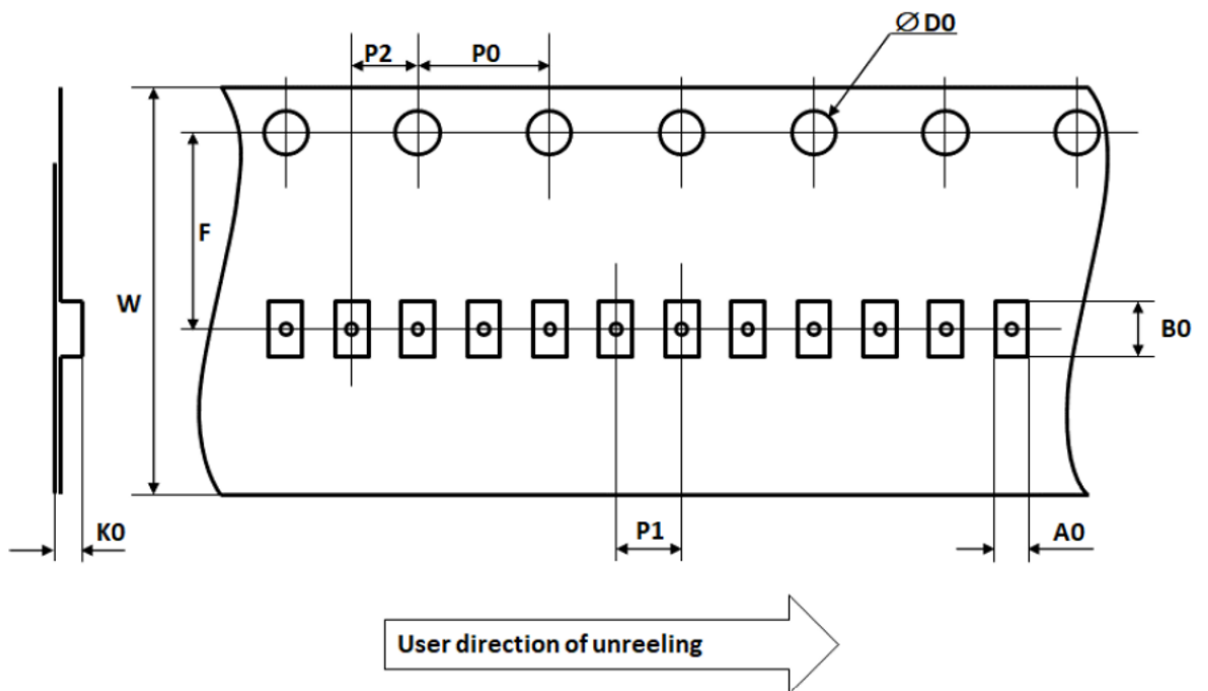 Ø D0
P2
P0
F
W
B0
K0
P1
A0
User direction of unreeling